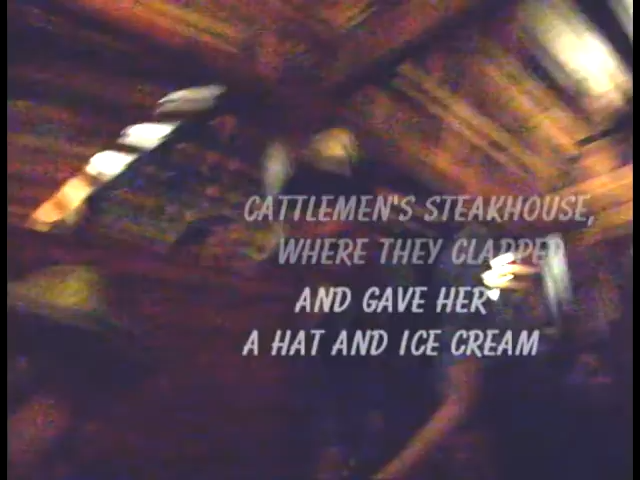 CATTLEMEN'S STEAKHOUSE,
WHERE THEY CLAPPED
AND GAVE HER
A HAT AND ICE CREAM